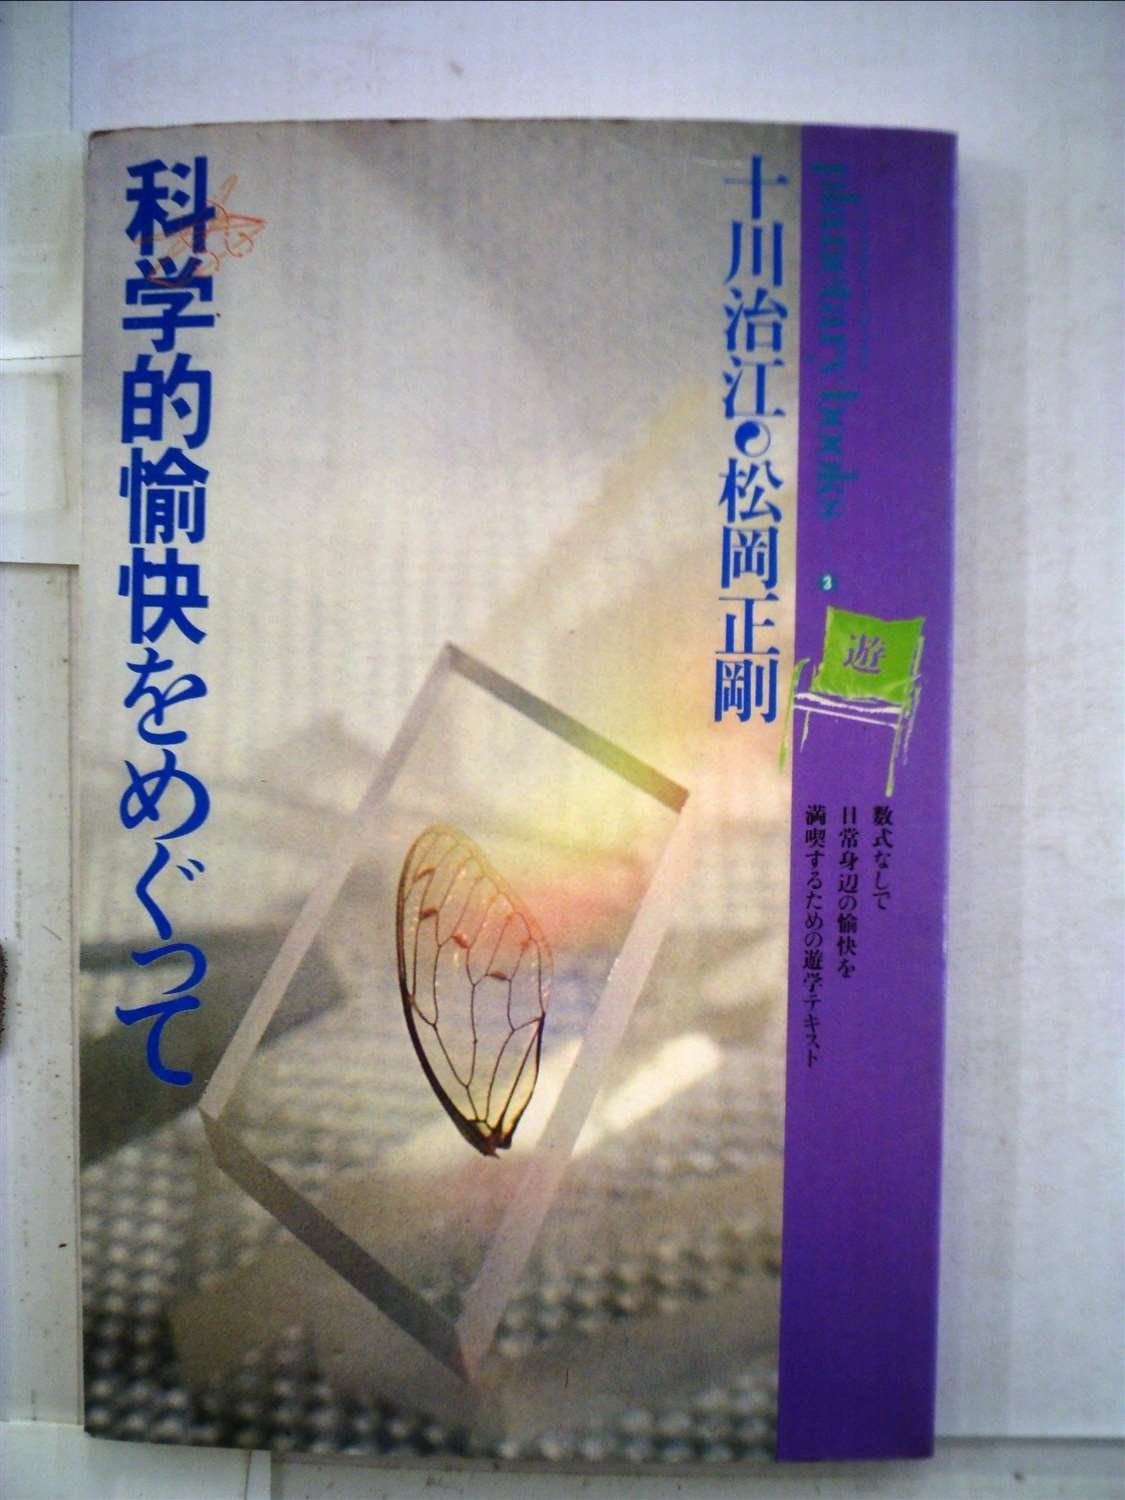 科学的愉快をめぐって
十川治江 松岡正剛
planetary books
3
遊
数式なしで
日常身辺の愉快を
満喫するための遊学テキスト